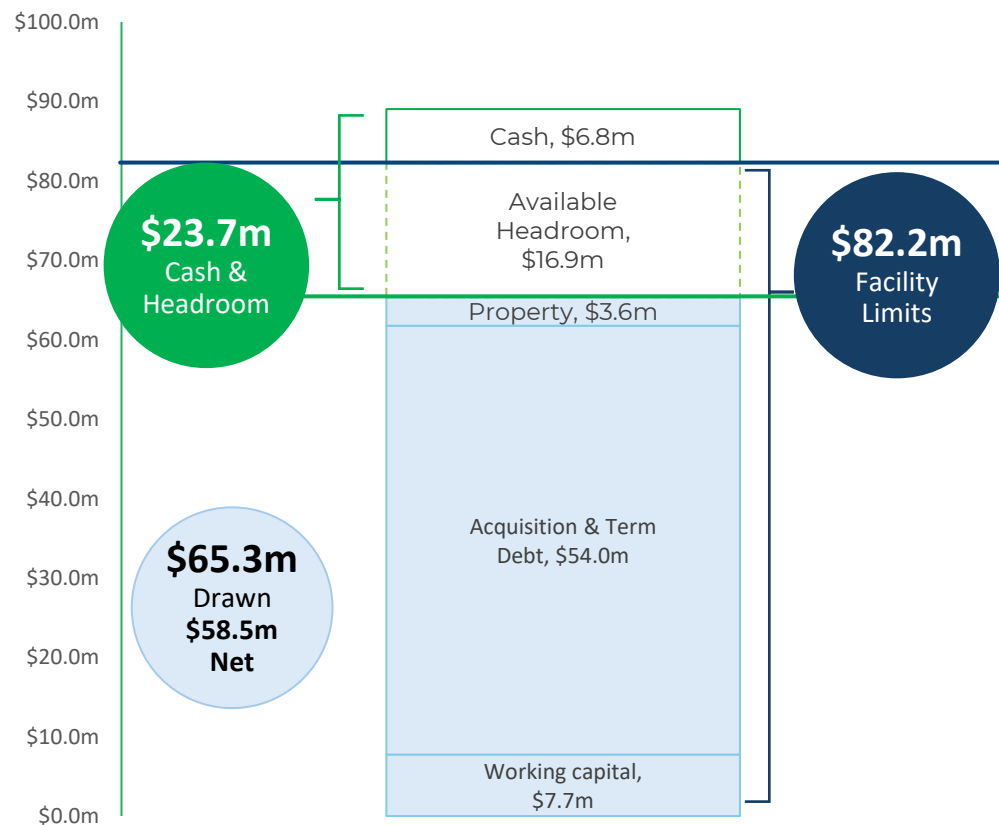 $100.0m
$90.0m
$80.0m
$70.0m
$60.0m
$50.0m
$40.0m
$30.0m
$20.0m
$10.0m
$0.0m
$23.7m
Cash &
Headroom
$65.3m
Drawn
$58.5m
Net
Cash, $6.8m
Available
Headroom,
$16.9m
Property, $3.6m
Acquisition & Term
Debt, $54.0m
Working capital,
$7.7m
$82.2m
Facility
Limits